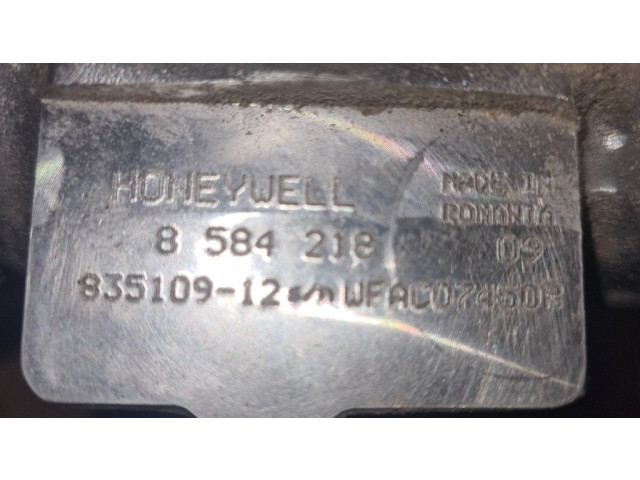 HONEYWELL MADE IN
ROMANIA
8 584 218 09
835109-12 s/n WFAC07450R